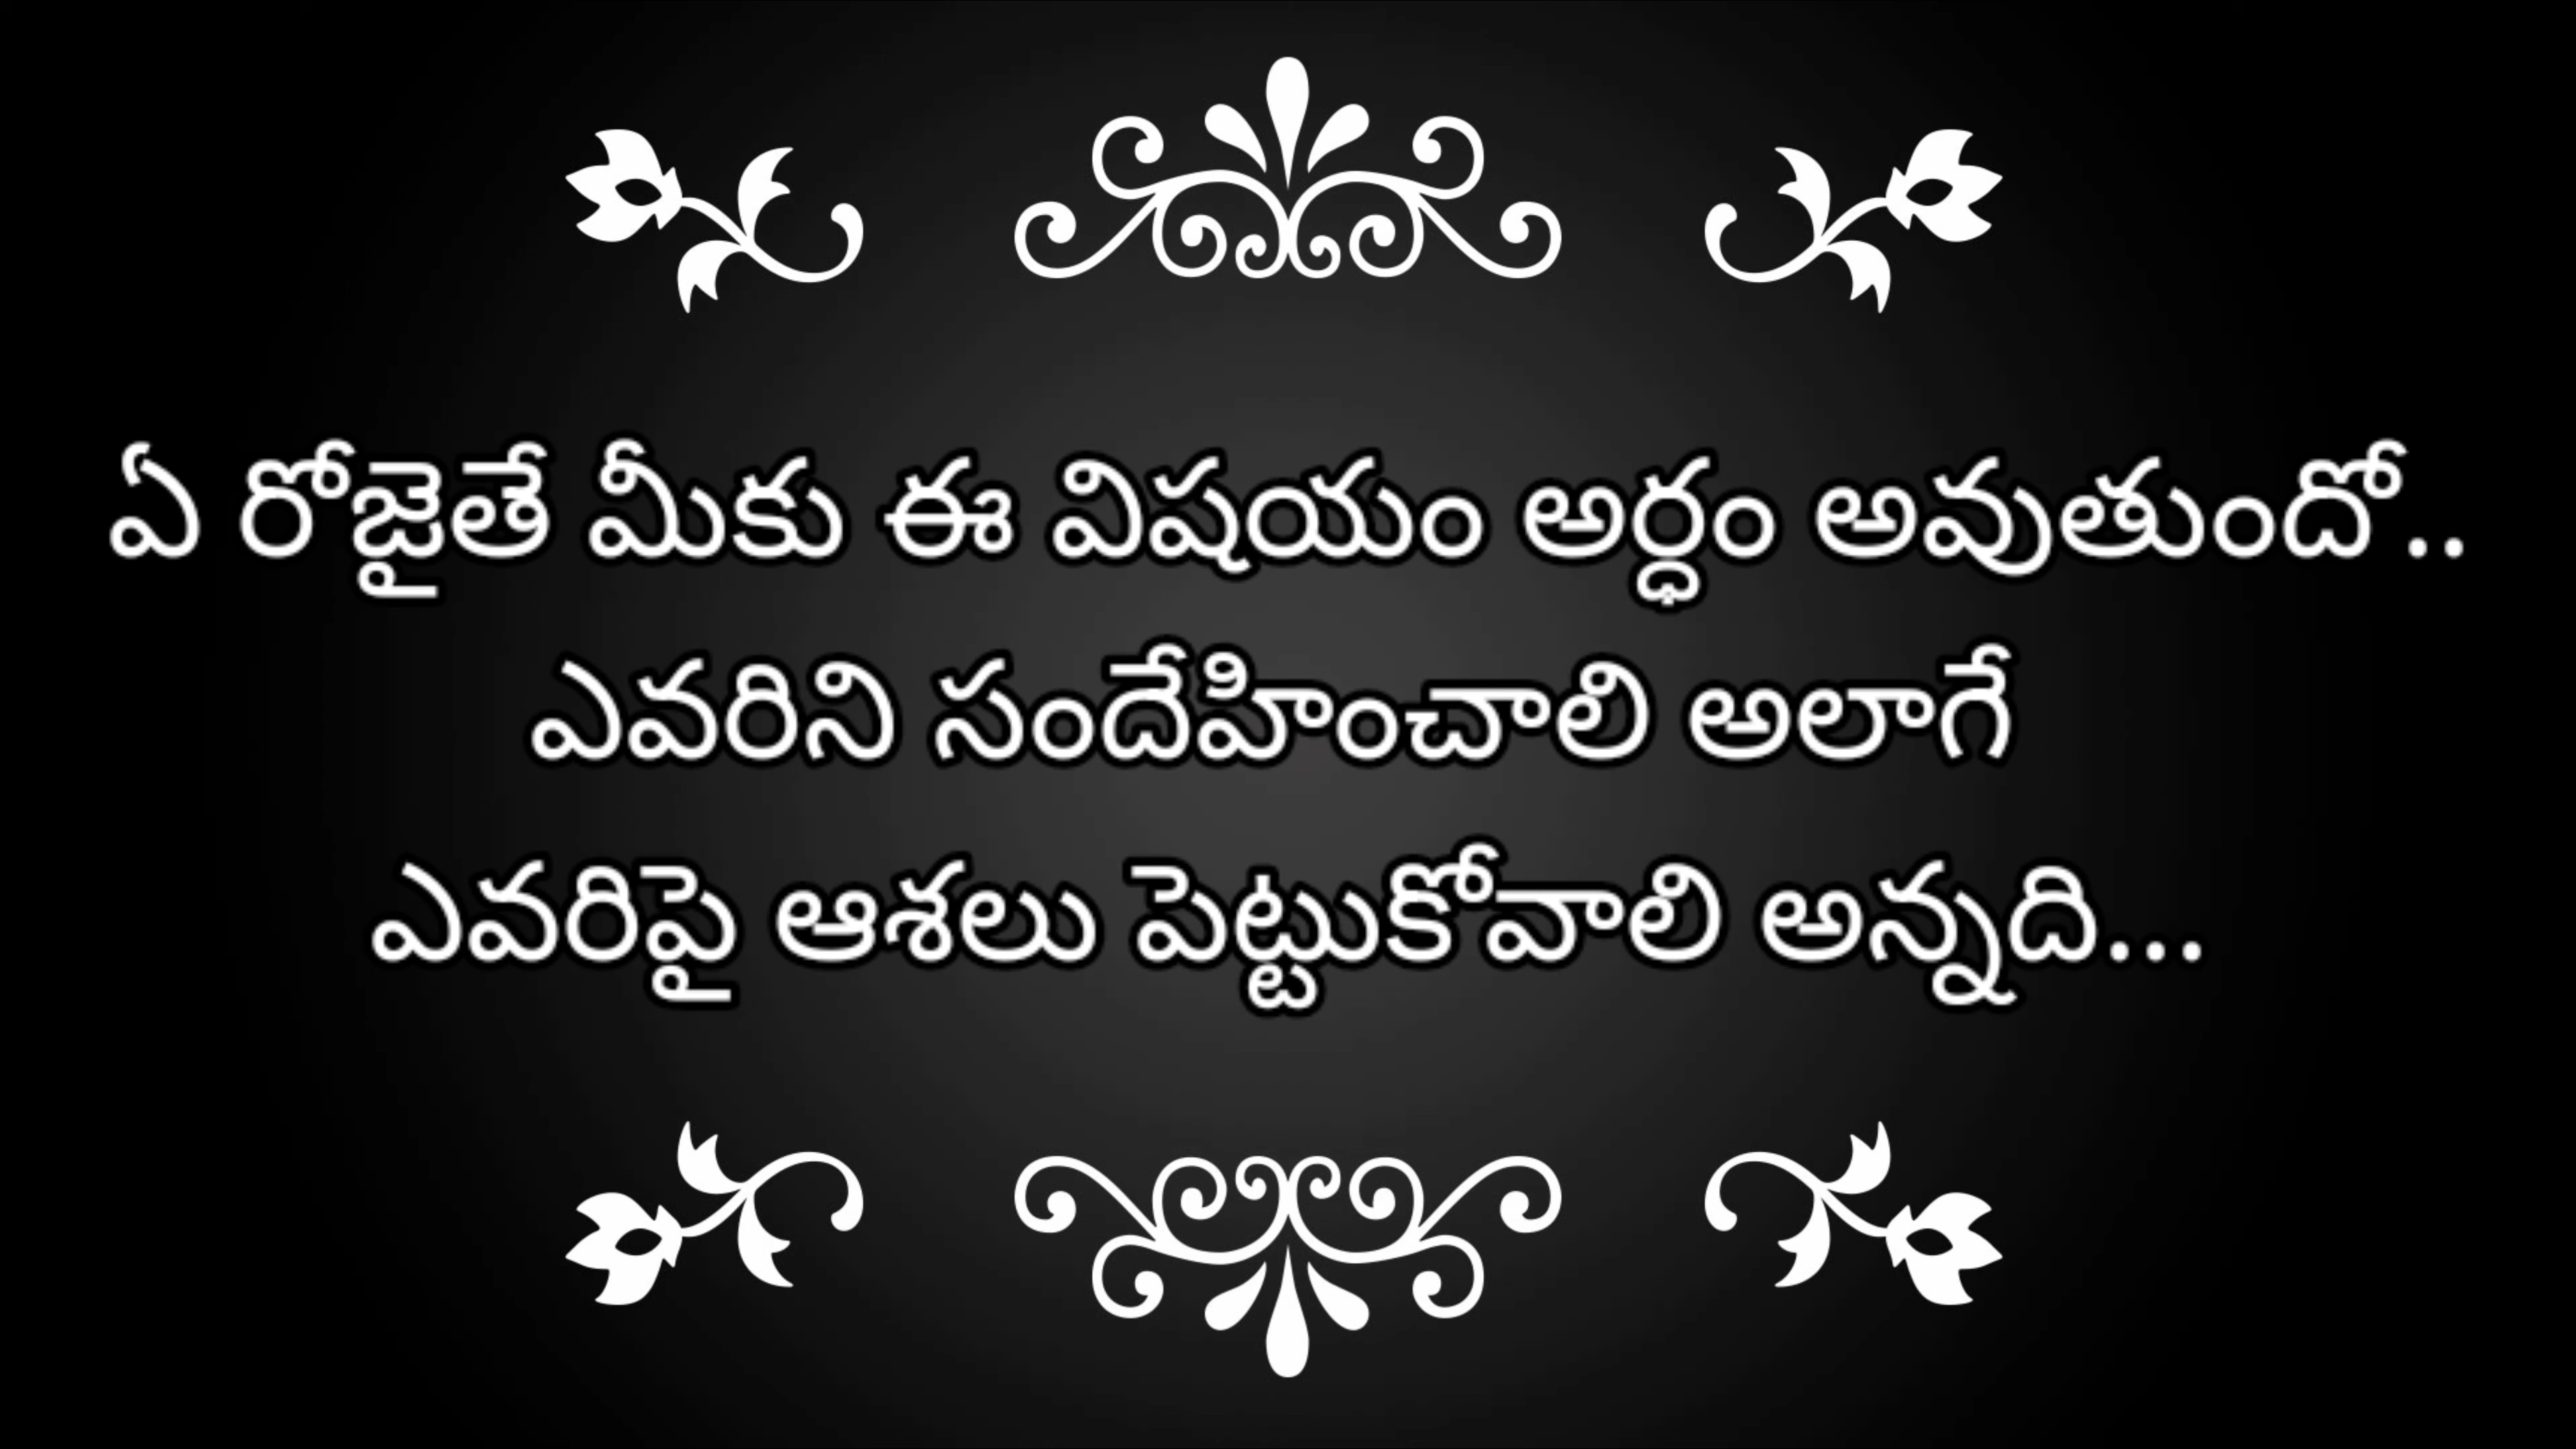 ఏ రోజైతే మీకు ఈ విషయం అర్ధం అవుతుందో..
ఎవరిని సందేహించాలి అలాగే
ఎవరిపై ఆశలు పెట్టుకోవాలి అన్నది...